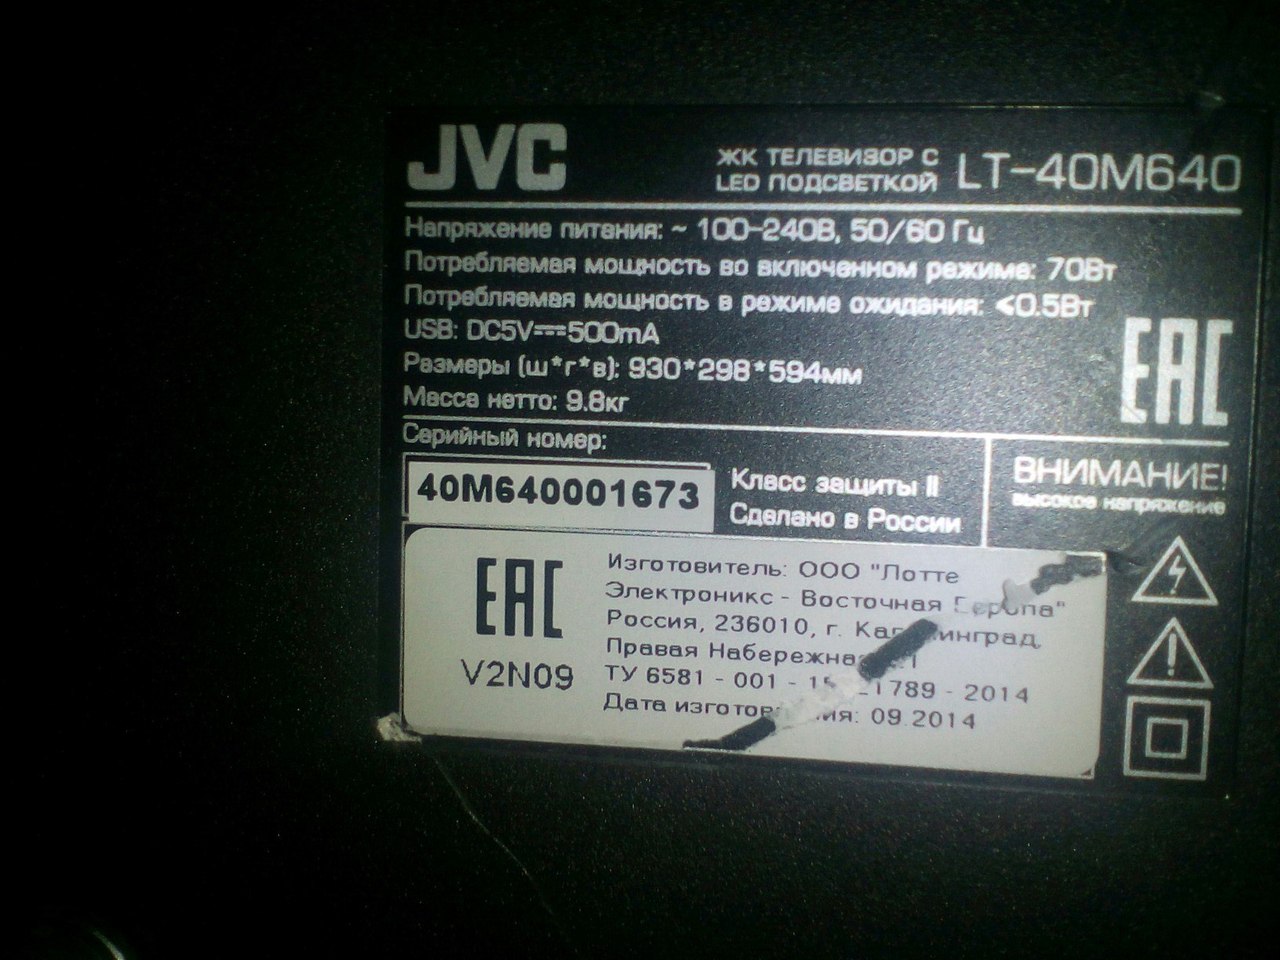 JVC
ЖК ТЕЛЕВИЗОР С
LED ПОДСВЕТКОЙ
LT-40M640
Напряжение питания: ~ 100-240В, 50/60 Гц
Потребляемая мощность во включенном режиме: 70Вт
Потребляемая мощность в режиме ожидания: <0.5Вт
USB: DC5V⎓500mA
Размеры (ш*г*в): 930*298*594мм
Масса нетто: 9.8кг
EAC
Серийный номер:
40M640001673
Класс защиты II
Сделано в России
ВНИМАНИЕ!
высокое напряжение
EAC
V2N09
Изготовитель: ООО "Лотте
Электроникс - Восточная
Россия, 236010, г.
Правая
ТУ 6581 - 001 - 789 - 2014
Дата 09.2014